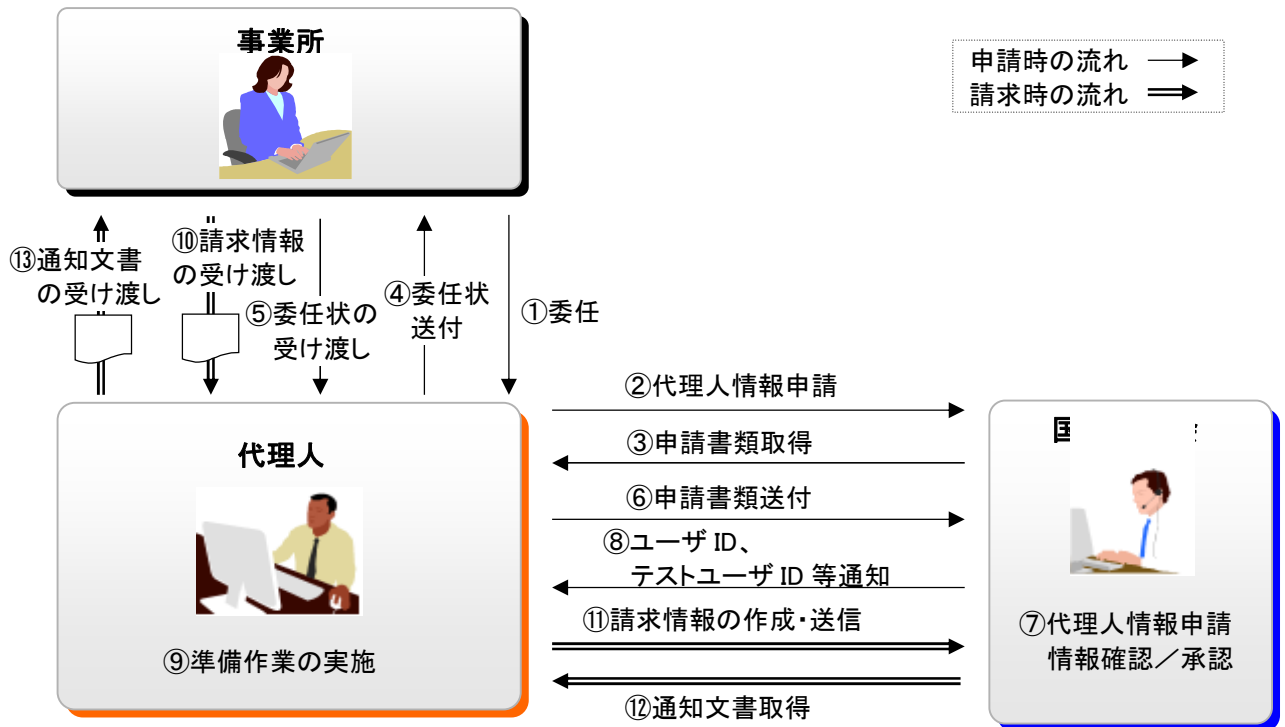 事業所
申請時の流れ
請求時の流れ
⑬通知文書
の受け渡し
⑩請求情報
の受け渡し
⑤委任状の
受け渡し
④委任状
送付
①委任
②代理人情報申請
③申請書類取得
⑥申請書類送付
⑧ユーザ ID、
テストユーザ ID 等通知
⑪請求情報の作成・送信
⑫通知文書取得
代理人
⑨準備作業の実施
⑦代理人情報申請
情報確認／承認